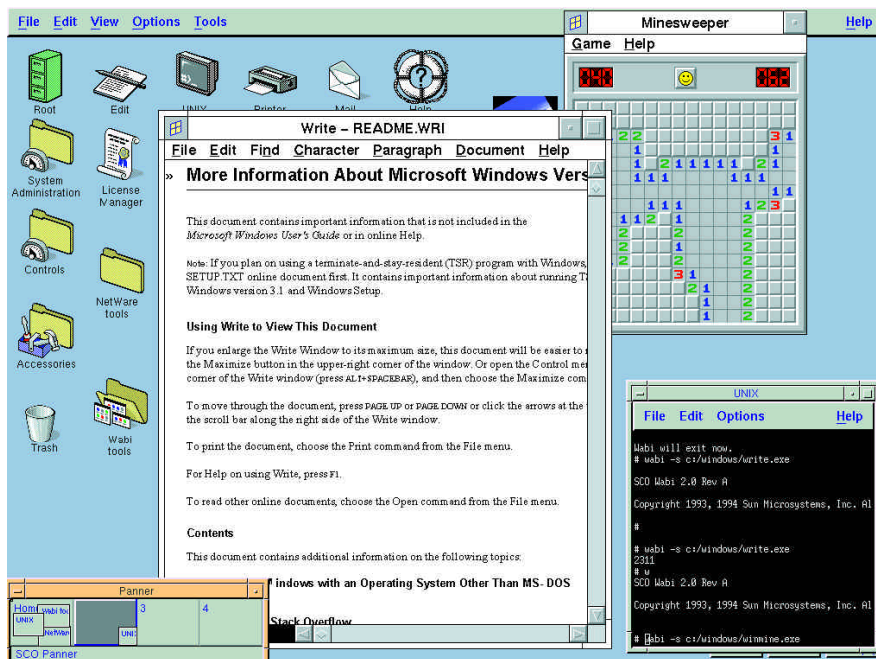 File Edit View Options Tools
Help
Root
Edit
UNIX
Printer
Mail
Help
System
Administration
License
Manager
Controls
NetWare
tools
Accessories
Wabi
tools
Trash
Minesweeper
Game Help
040
062
Write – README.WRI
File Edit Find Character Paragraph Document Help
» More Information About Microsoft Windows Vers
This document contains important information that is not included in the
Microsoft Windows User's Guide or in online Help.
Note: If you plan on using a terminate-and-stay-resident (TSR) program with Windows,
SETUP.TXT online document first. It contains important information about running TS
Windows version 3.1 and Windows Setup.
Using Write to View This Document
If you enlarge the Write Window to its maximum size, this document will be easier to r
the Maximize button in the upper-right corner of the window. Or open the Control men
corner of the Write window (press ALT+SPACEBAR), and then choose the Maximize com
To move through the document, press PAGE UP or PAGE DOWN or click the arrows at the
the scroll bar along the right side of the Write window.
To print the document, choose the Print command from the File menu.
For Help on using Write, press F1.
To read other online documents, choose the Open command from the File menu.
Contents
This document contains additional information on the following topics:
indows with an Operating System Other Than MS- DOS
Stack Overflow
UNIX
File Edit Options Help
Wabi will exit now.
# wabi -s c:/windows/write.exe
SCO Wabi 2.0 Rev A
Copyright 1993, 1994 Sun Microsystems, Inc. Al
#
# wabi -s c:/windows/write.exe
2311
# w
SCO Wabi 2.0 Rev A
Copyright 1993, 1994 Sun Microsystems, Inc. Al
# wabi -s c:/windows/winmine.exe
Panner
Home
Wabi too
UNIX
NetWare
UNIX
3
4
SCO Panner